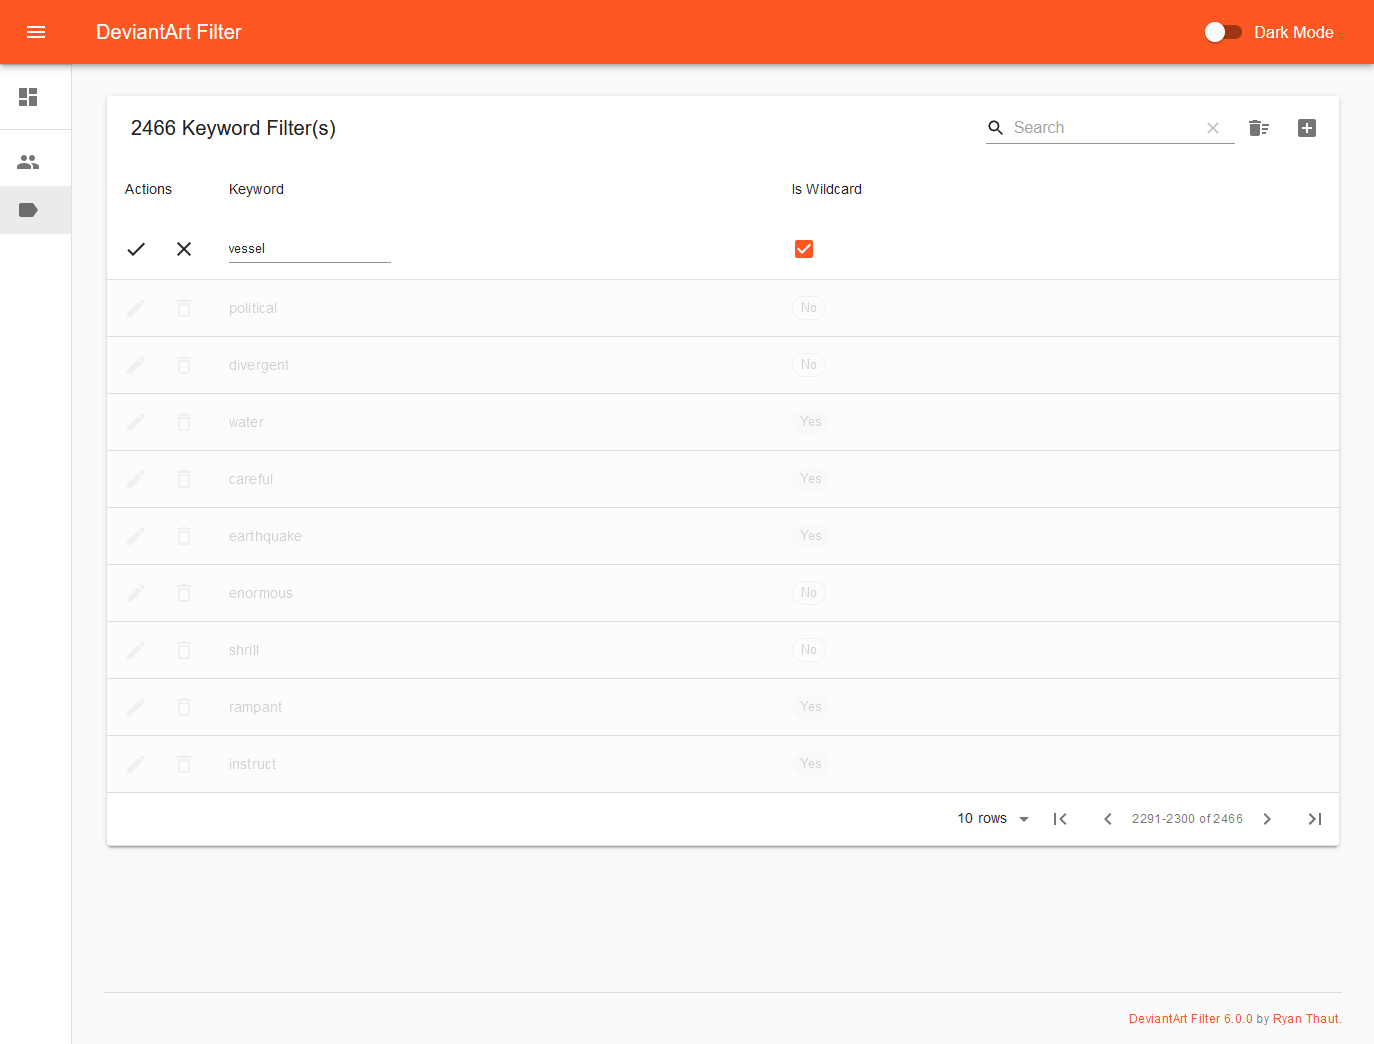 DeviantArt Filter
Dark Mode
2466 Keyword Filter(s)
Search
Actions Keyword Is Wildcard
vessel
political No
divergent No
water Yes
careful Yes
earthquake Yes
enormous No
shrill No
rampant Yes
instruct Yes
10 rows 2291-2300 of 2466
DeviantArt Filter 6.0.0 by Ryan Thaut.